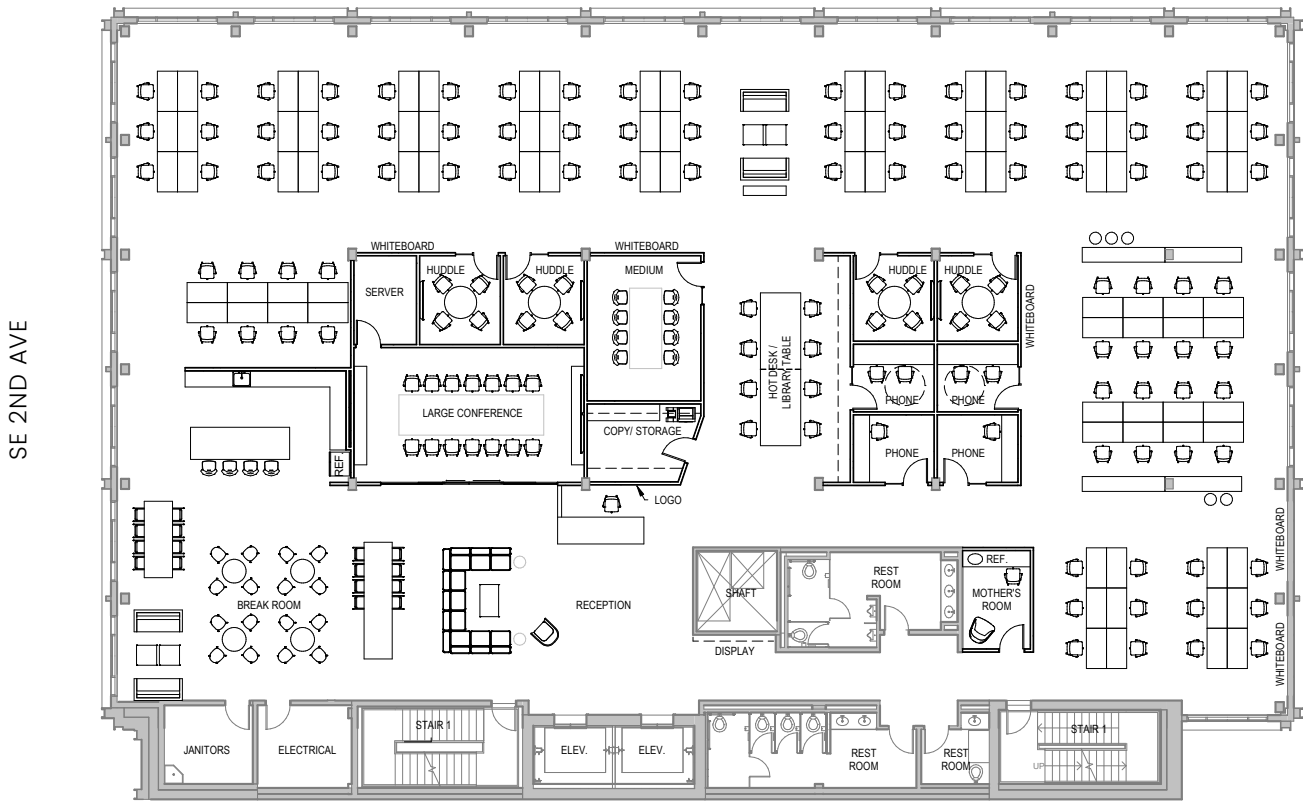 SE 2ND AVE
WHITEBOARD
WHITEBOARD
HUDDLE
HUDDLE
MEDIUM
HUDDLE
HUDDLE
SERVER
WHITEBOARD
HOT DESK /
LIBRARY TABLE
PHONE
PHONE
LARGE CONFERENCE
COPY/ STORAGE
PHONE
PHONE
REF.
LOGO
WHITEBOARD
REF.
REST
ROOM
SHAFT
MOTHER'S
ROOM
BREAK ROOM
RECEPTION
DISPLAY
WHITEBOARD
STAIR 1
STAIR 1
JANITORS
ELECTRICAL
ELEV.
ELEV.
REST
ROOM
REST
ROOM
UP